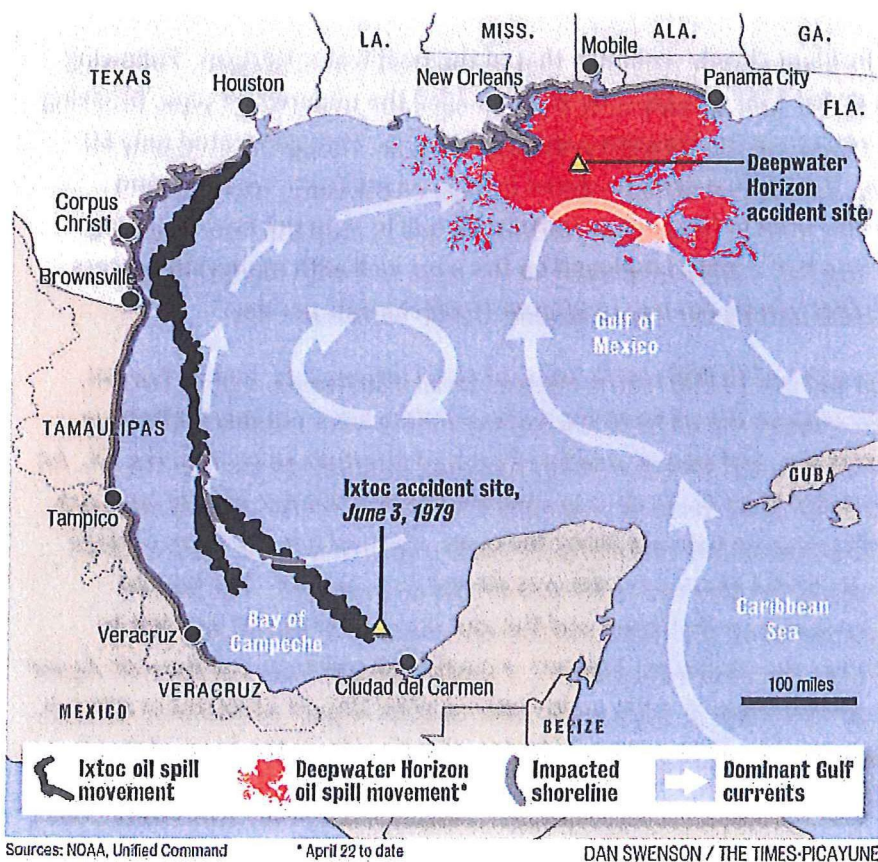 LA.
MISS.
ALA.
GA.
Mobile
TEXAS
Houston
New Orleans
Panama City
FLA.
Deepwater
Horizon
accident site
Corpus
Christi
Brownsville
Gulf of
Mexico
TAMAULIPAS
CUBA
Ixtoc accident site,
June 3, 1979
Tampico
Bay of
Campeche
Caribbean
Sea
Veracruz
VERACRUZ
Ciudad del Carmen
100 miles
MEXICO
BELIZE
Ixtoc oil spill
movement
Deepwater Horizon
oil spill movement*
Impacted
shoreline
Dominant Gulf
currents
Sources: NOAA, Unified Command
* April 22 to date
DAN SWENSON / THE TIMES-PICAYUNE